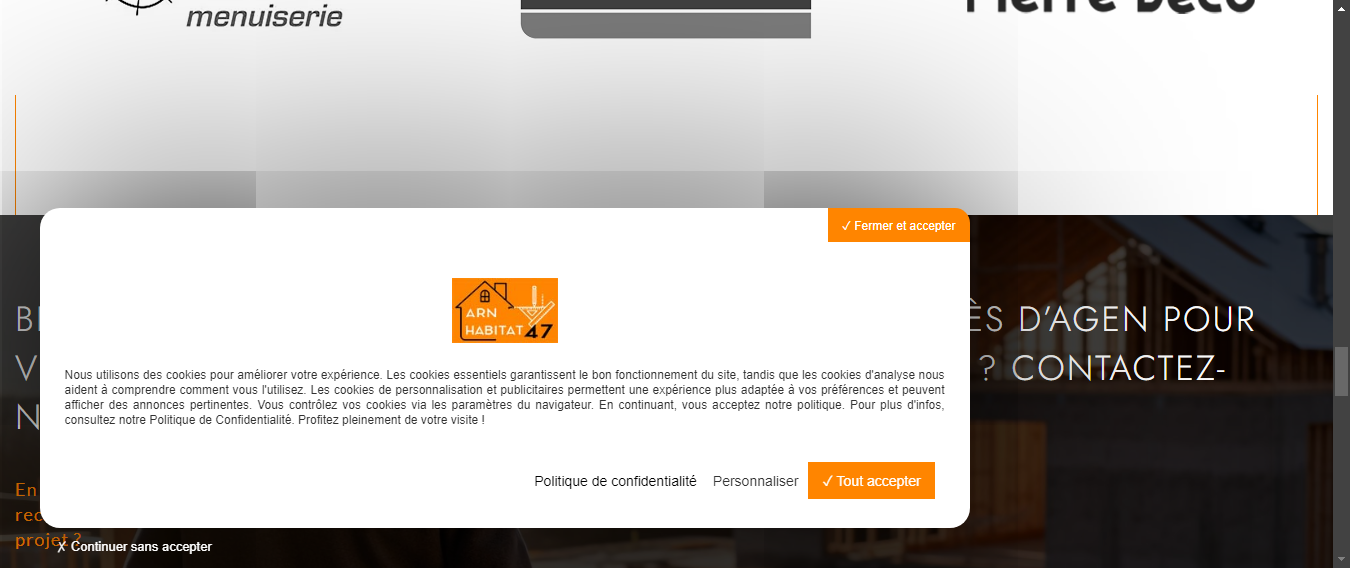 menuiserie
Pierre Déco
✓ Fermer et accepter
ARN
HABITAT 47
ÈS D'AGEN POUR
V
? CONTACTEZ-
N
Nous utilisons des cookies pour améliorer votre expérience. Les cookies essentiels garantissent le bon fonctionnement du site, tandis que les cookies d'analyse nous
aident à comprendre comment vous l'utilisez. Les cookies de personnalisation et publicitaires permettent une expérience plus adaptée à vos préférences et peuvent
afficher des annonces pertinentes. Vous contrôlez vos cookies via les paramètres du navigateur. En continuant, vous acceptez notre politique. Pour plus d'infos,
consultez notre Politique de Confidentialité. Profitez pleinement de votre visite !
Politique de confidentialité Personnaliser ✓ Tout accepter
En
rec
projet ?
✗ Continuer sans accepter